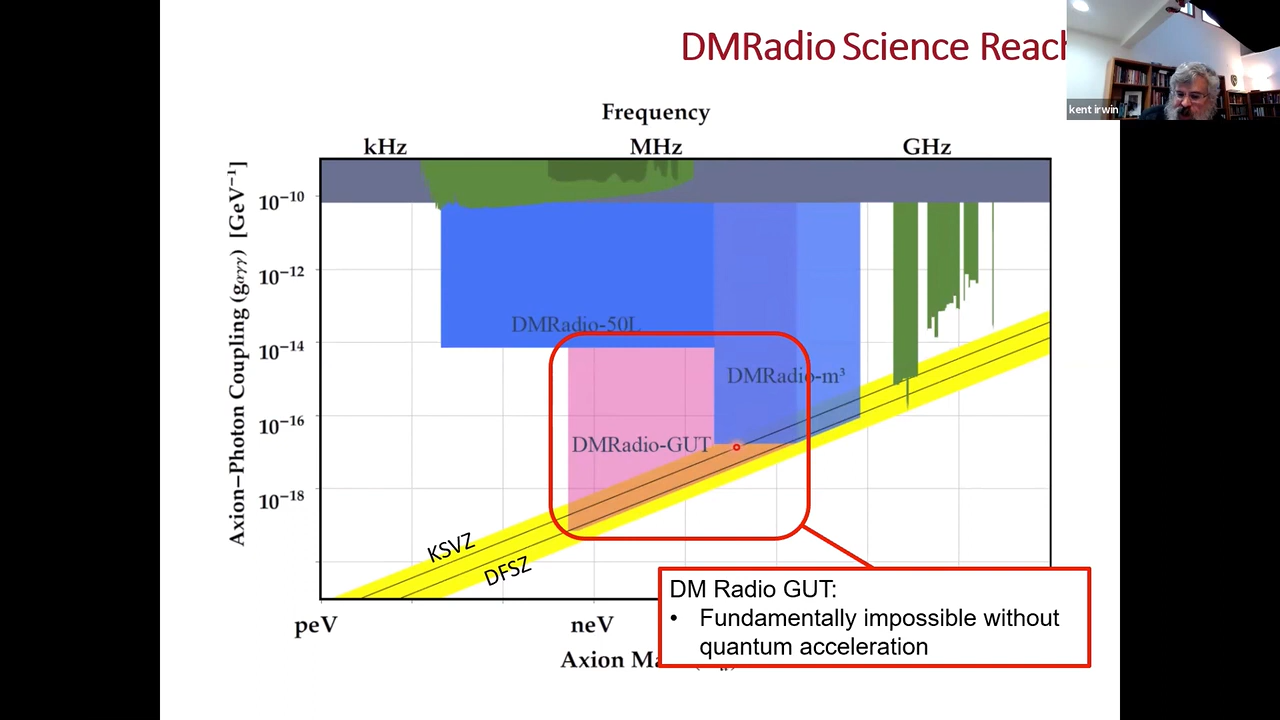 DMRadio Science Reach
kent irwin
Frequency
kHz MHz GHz
Axion−Photon Coupling (gaγγ) [GeV⁻¹]
10⁻¹⁰
10⁻¹²
10⁻¹⁴
10⁻¹⁶
10⁻¹⁸
DMRadio-50L
DMRadio-m³
DMRadio-GUT
KSVZ
DFSZ
peV neV
Axion Ma
DM Radio GUT:
• Fundamentally impossible without
quantum acceleration